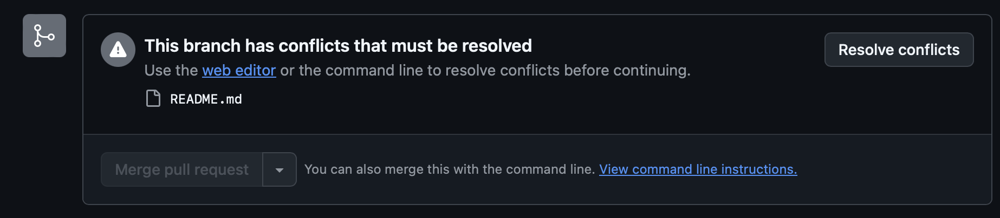 This branch has conflicts that must be resolved
Resolve conflicts
Use the web editor or the command line to resolve conflicts before continuing.
README.md
Merge pull request
You can also merge this with the command line. View command line instructions.